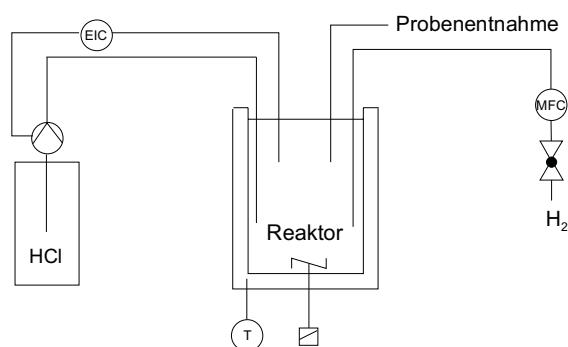 Probenentnahme
EIC
MFC
H2
Reaktor
HCl
T